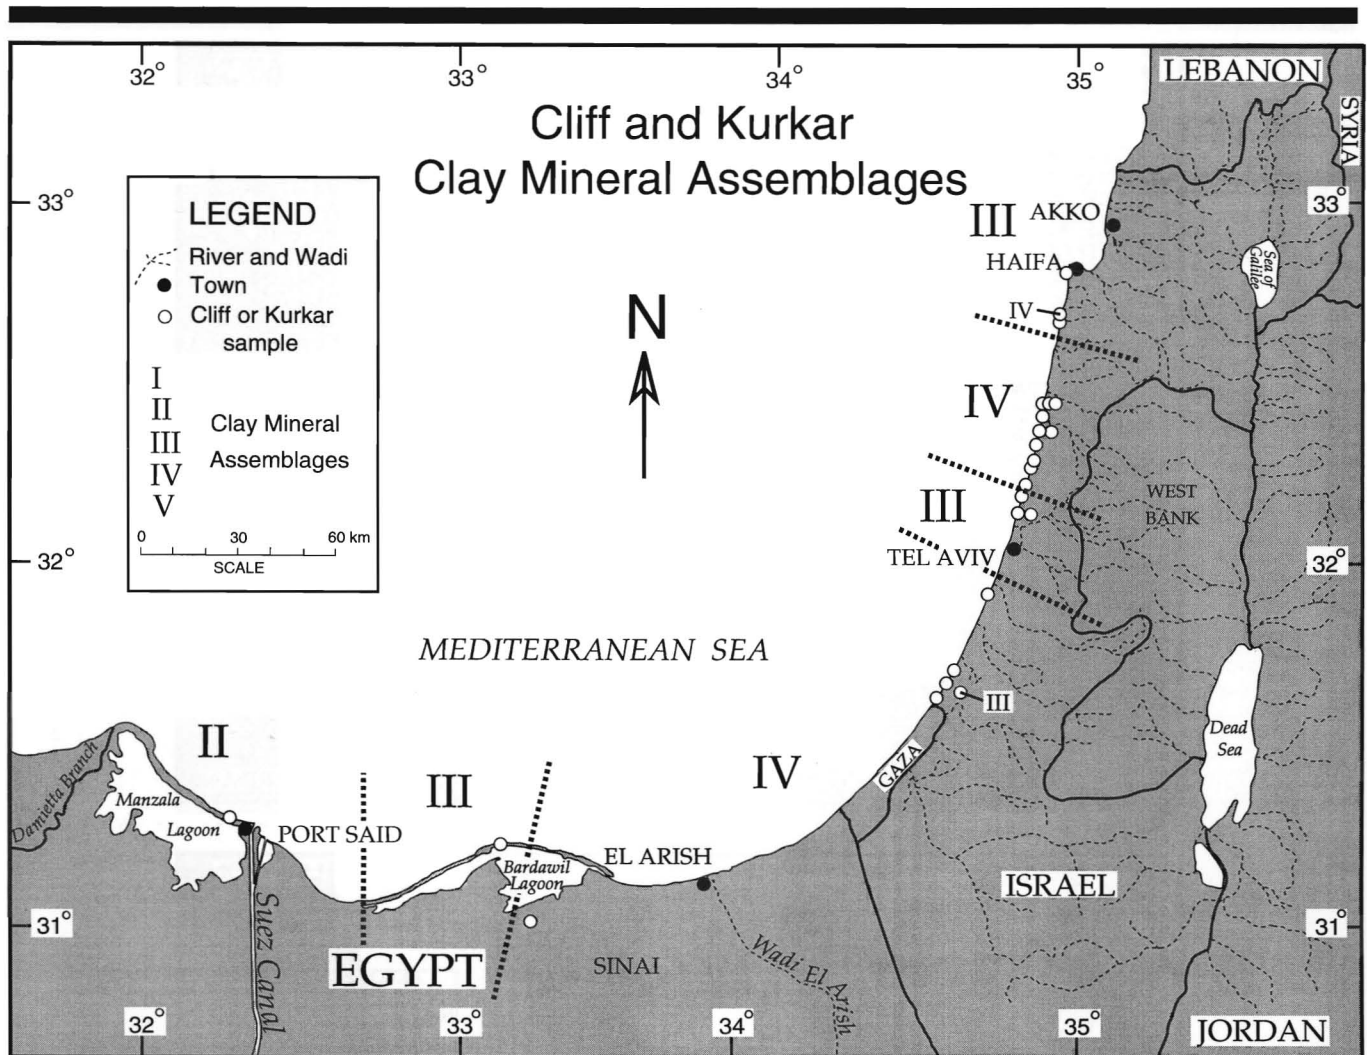 32°
33°
34°
35°
LEBANON
SYRIA
Cliff and Kurkar
Clay Mineral Assemblages
33°
33°
LEGEND
River and Wadi
Town
Cliff or Kurkar
sample
I
II
III
IV
V
Clay Mineral
Assemblages
0 30 60 km
SCALE
N
III
AKKO
HAIFA
Sea of
Galilee
IV
IV
WEST
BANK
III
TEL AVIV
32°
32°
MEDITERRANEAN SEA
III
Dead
Sea
GAZA
II
III
IV
Damietta Branch
Manzala
Lagoon
PORT SAID
Bardawil
Lagoon
EL ARISH
ISRAEL
31°
31°
Suez Canal
EGYPT
SINAI
Wadi El Arish
32°
33°
34°
35°
JORDAN